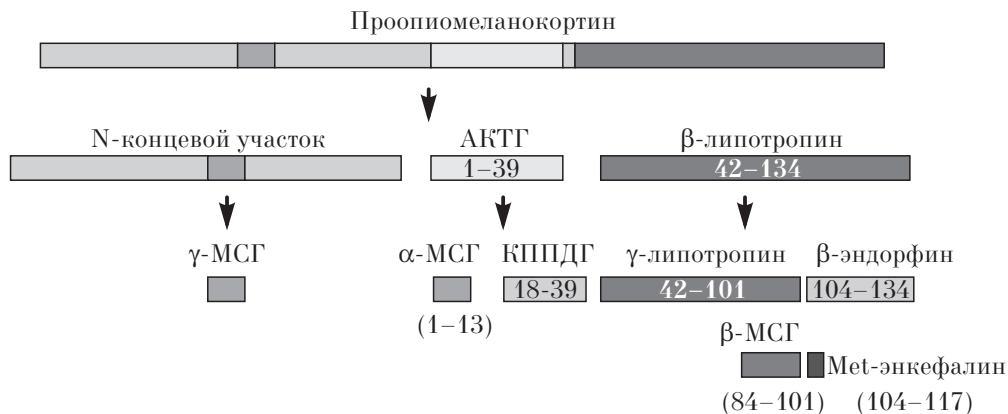 Проопиомеланокортин
N-концевой участок АКТГ β-липотропин
1–39 42–134
γ-МСГ α-МСГ КППДГ γ-липотропин β-эндорфин
18-39 42–101 104–134
(1–13)
β-МСГ
Met-энкефалин
(84–101) (104–117)